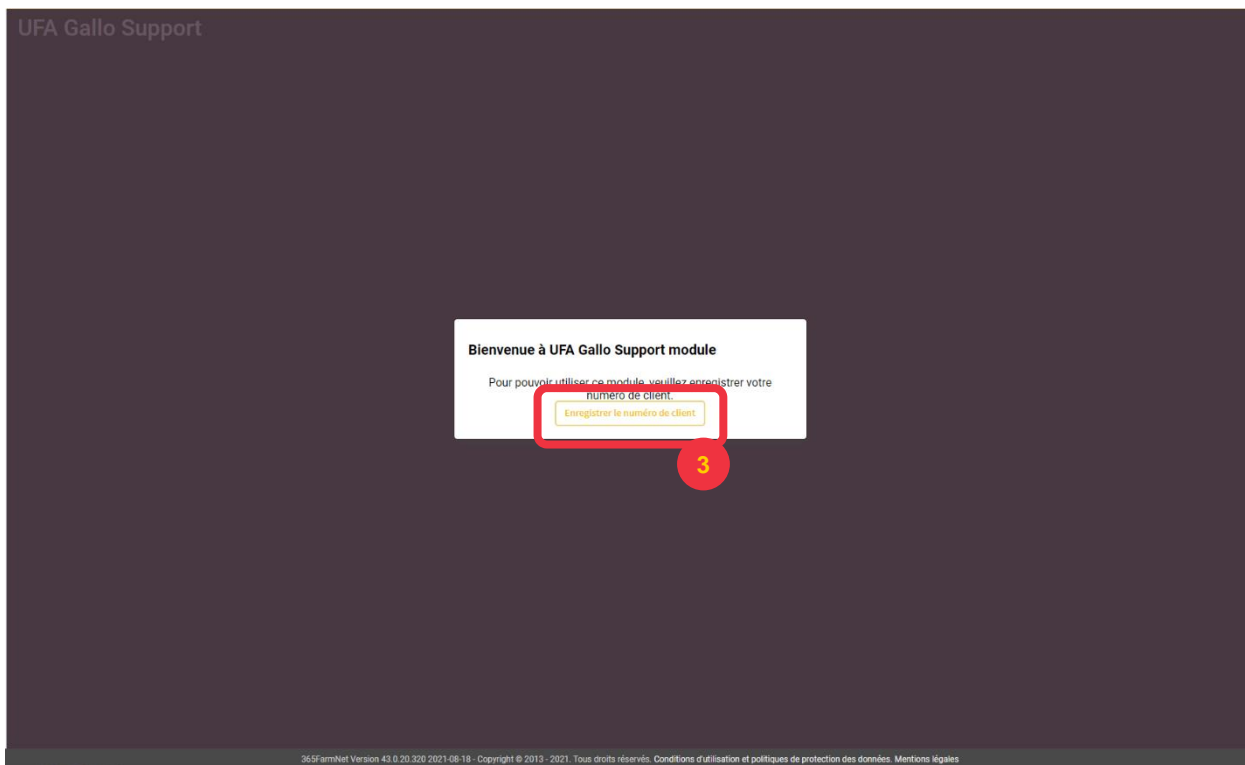 UFA Gallo Support
Bienvenue à UFA Gallo Support module
Pour pouvoir utiliser ce module, veuillez enregistrer votre
numéro de client.
Enregistrer le numéro de client
3
365FarmNet Version 43.0.20.320 2021-08-18 - Copyright © 2013 - 2021. Tous droits réservés. Conditions d'utilisation et politiques de protection des données. Mentions légales